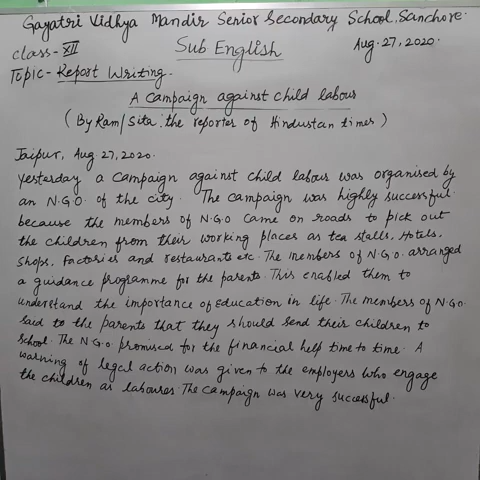 Gayatri Vidhya Mandir Senior Secondary School, Sanchore.
Class - XII Sub English Aug. 27, 2020.
Topic - Report Writing.
A campaign against child labour
( By Ram/Sita : the reporter of Hindustan times )
Jaipur, Aug 27, 2020.
Yesterday a campaign against child labour was organised by
an N.G.O. of the city. The campaign was highly successful
because the members of N.G.O came on roads to pick out
the children from their working places as tea stalls, Hotels,
Shops, Factories and restaurants etc. The members of N.G.O. arranged
a guidance programme for the parents. This enabled them to
understand the importance of Education in life. The members of N.G.O.
said to the parents that they should send their children to
School. The N.G.O promised for the financial help time to time. A
warning of legal action was given to the employers who engage
the children as labourer. The campaign was very successful.